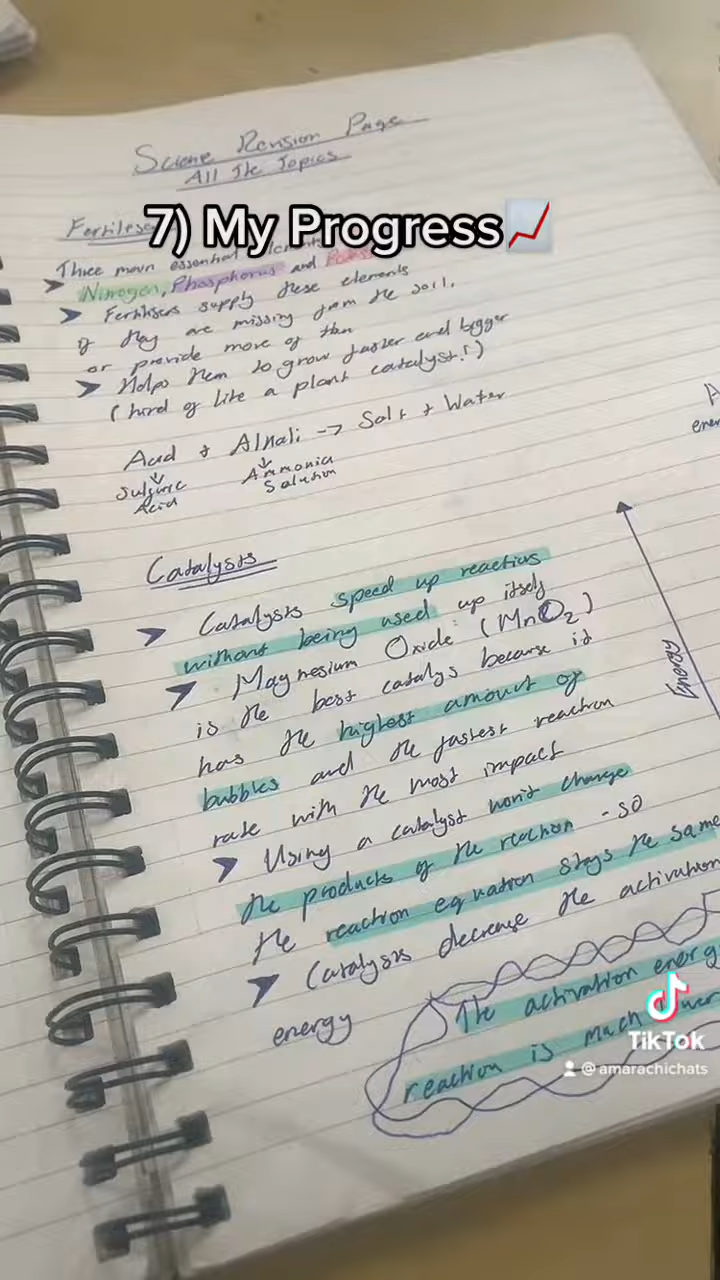 Science Revision Page
All The Topics
7) My Progress
Three main essential
Nitrogen, Phosphorus and
Fertilisers supply these elements
if they are missing from the soil,
or provide more of them
Helps them to grow faster and bigger
(kind of like a plant catalyst!)
Acid + Alkali -> Salt + Water
Sulfuric Ammonia
Acid Solution
Energy
Catalysts
Catalysts speed up reactions
without being used up itself
Magnesium Oxide (MnO₂)
is the best catalys because it
has the highest amount of
bubbles and the fastest reaction
rate with the most impact
Using a catalyst won't change
the products of the reaction - so
the reaction equation stays the same
Catalysts decrease the activation
energy
The activation energ
reaction is much
TikTok
@amarachichats